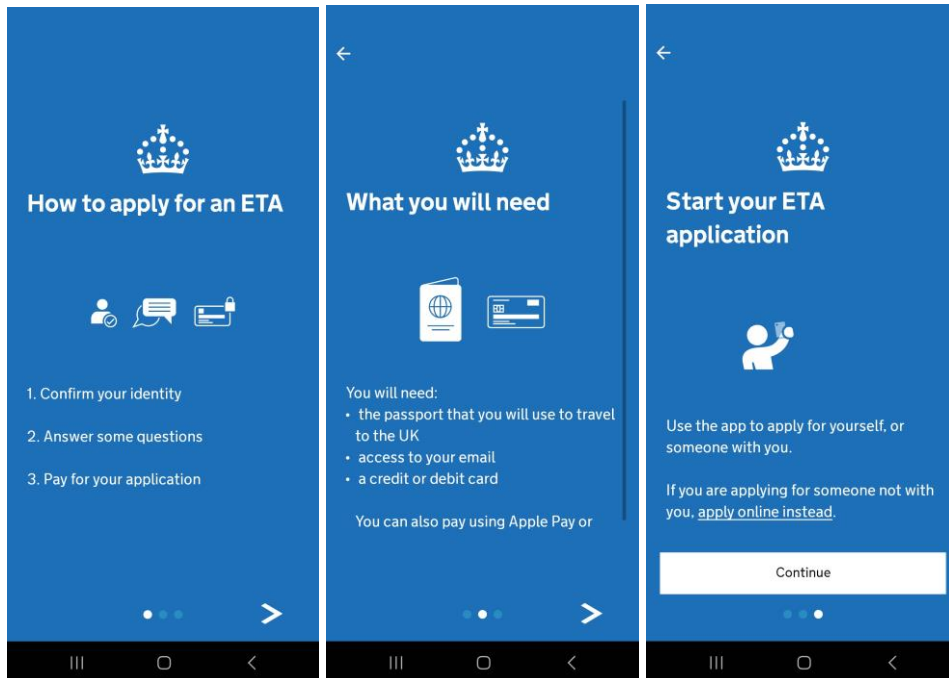 How to apply for an ETA
1. Confirm your identity
2. Answer some questions
3. Pay for your application
What you will need
You will need:
• the passport that you will use to travel
to the UK
• access to your email
• a credit or debit card
You can also pay using Apple Pay or
Start your ETA
application
Use the app to apply for yourself, or
someone with you.
If you are applying for someone not with
you, apply online instead.
Continue